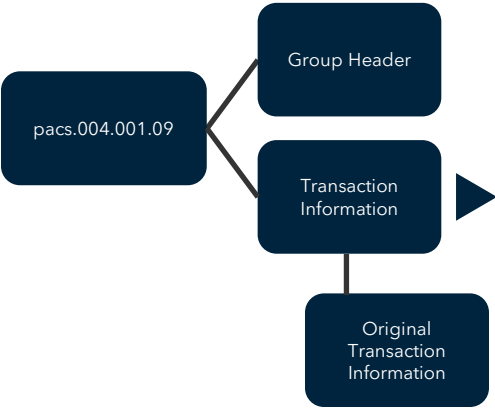 Group Header
pacs.004.001.09
Transaction
Information
Original
Transaction
Information